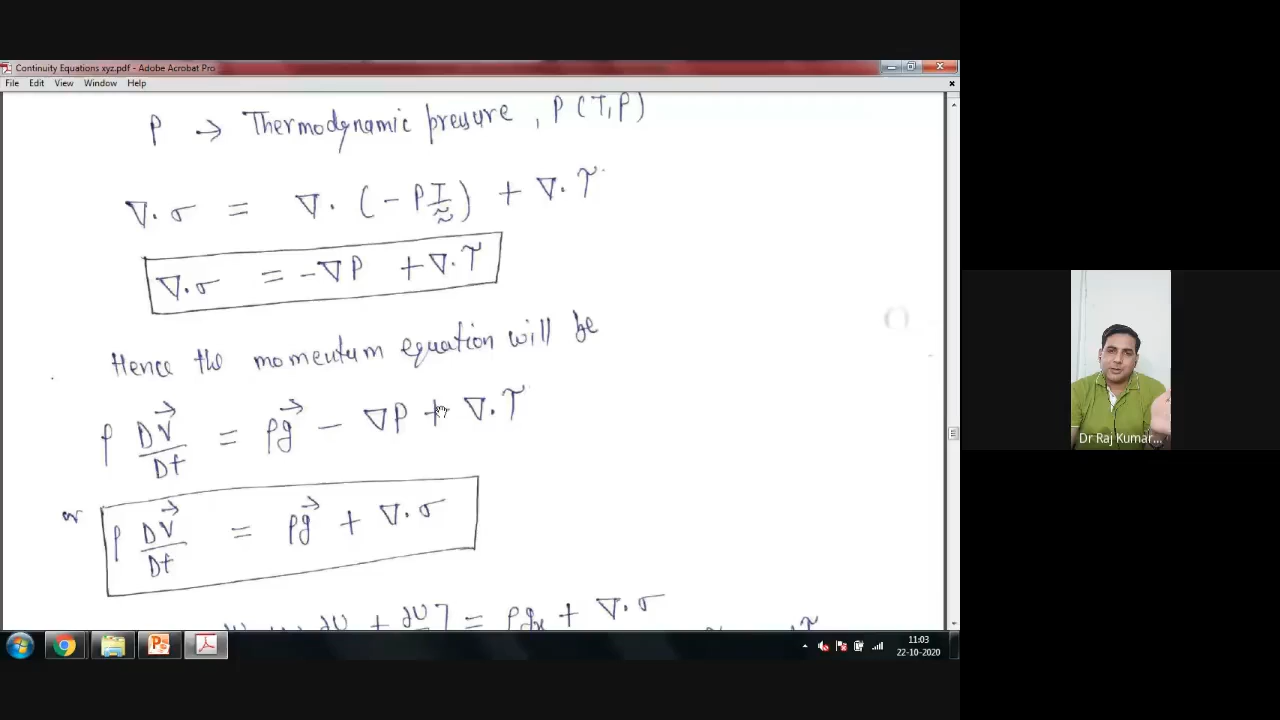 Continuity Equations xyz.pdf - Adobe Acrobat Pro
File Edit View Window Help
P → Thermodynamic pressure , P (T, ρ)
∇. σ = ∇. (- P I) + ∇. τ
∇. σ = - ∇P + ∇. τ
Hence the momentum equation will be
ρ DV/Dt = ρg - ∇P + ∇. τ
or ρ DV/Dt = ρg + ∇. σ
= ρgx + ∇. σ
Dr Raj Kumar...
11:03
22-10-2020